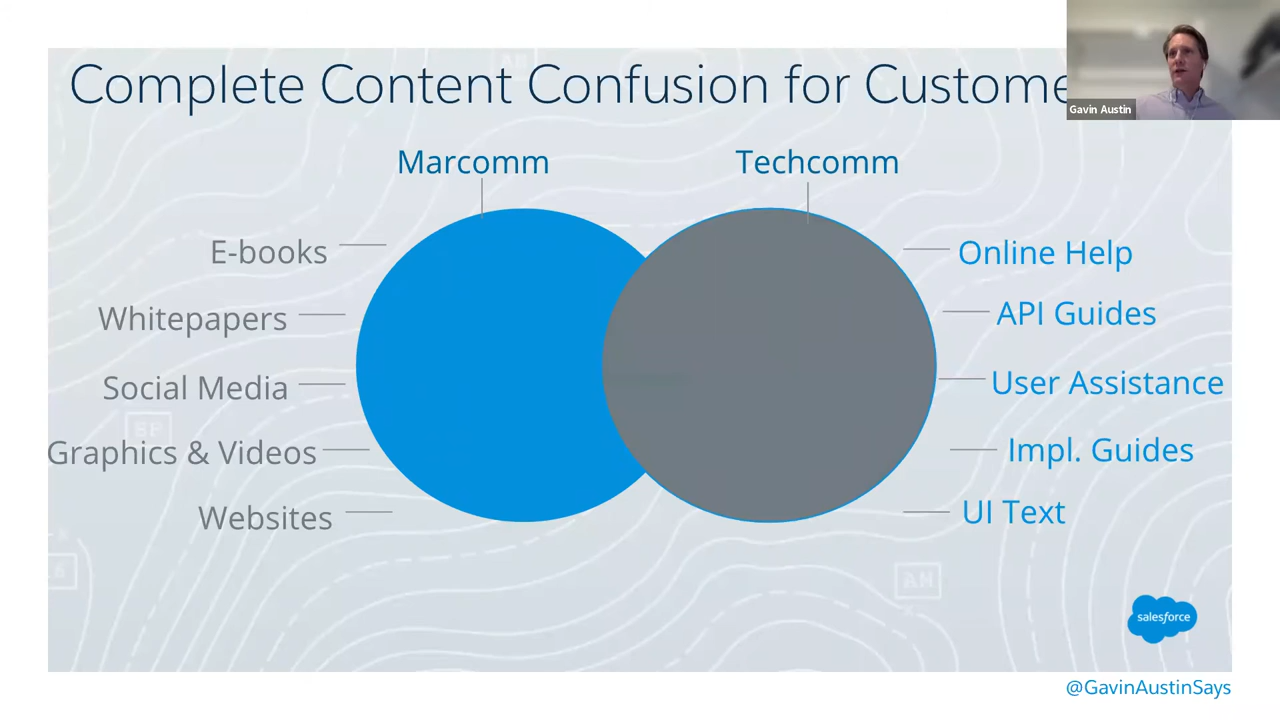 Complete Content Confusion for Custome
Gavin Austin
Marcomm
Techcomm
E-books
Whitepapers
Social Media
Graphics & Videos
Websites
Online Help
API Guides
User Assistance
Impl. Guides
UI Text
AH
salesforce
@GavinAustinSays